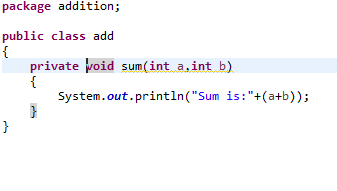 package addition;
public class add
{
    private void sum(int a,int b)
    {
        System.out.println("Sum is:"+(a+b));
    }
}